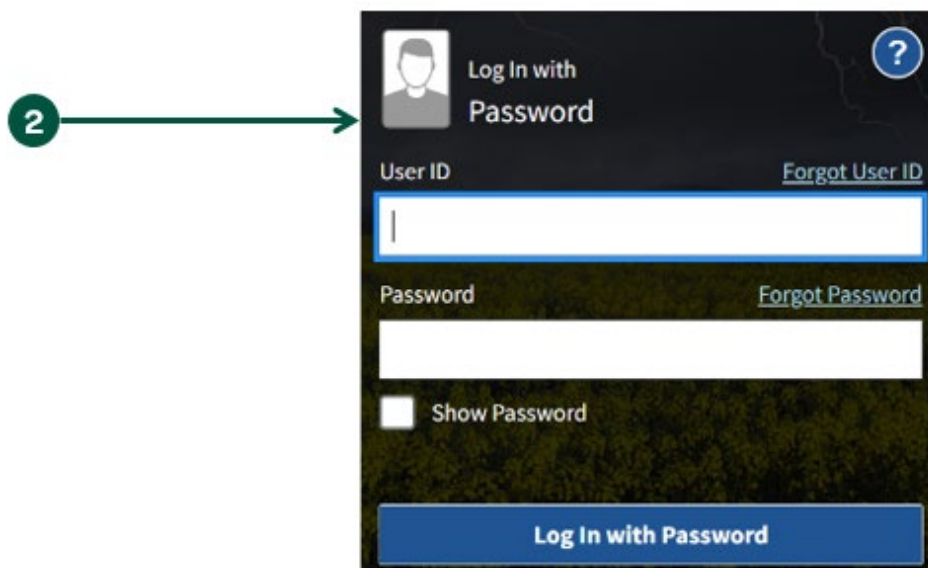 2
Log In with
?
Password
User ID Forgot User ID
Password Forgot Password
Show Password
Log In with Password